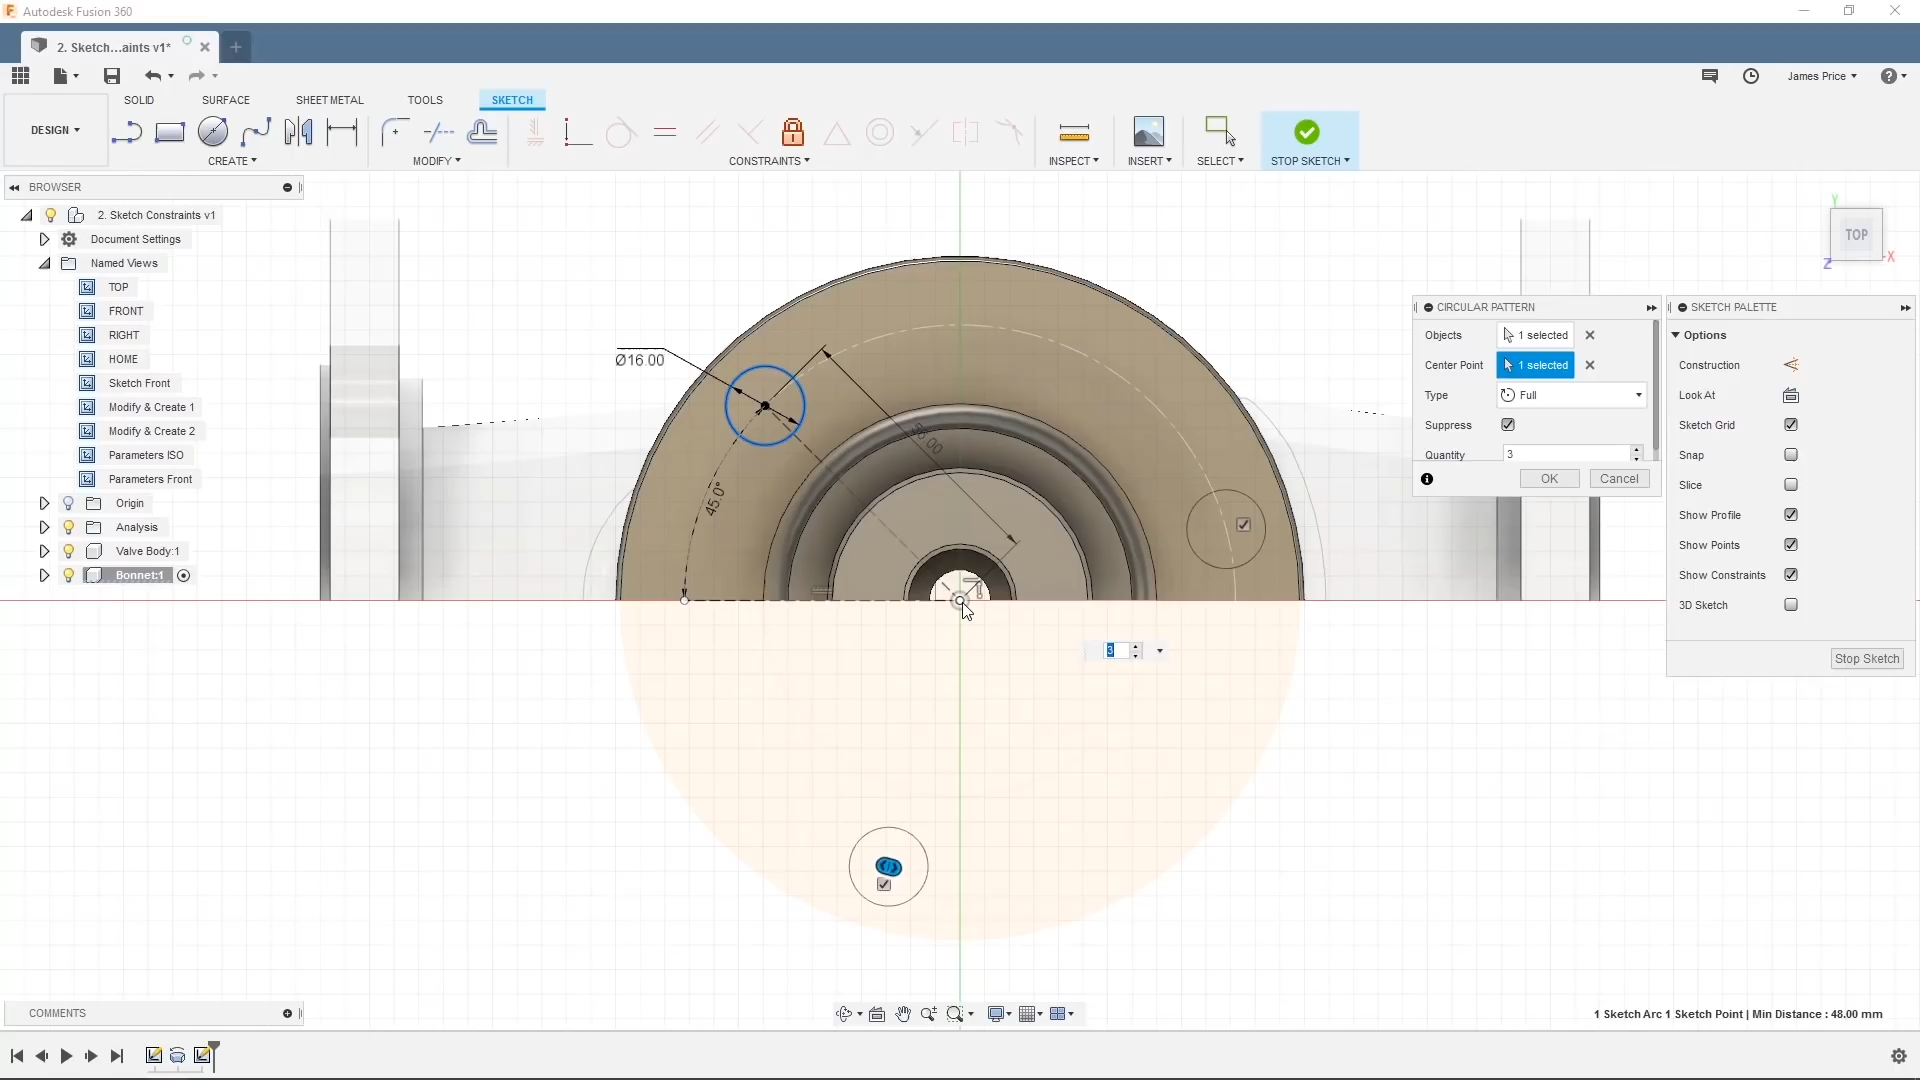 Autodesk Fusion 360
2. Sketch...aints v1*
James Price
SOLID SURFACE SHEET METAL TOOLS SKETCH
DESIGN
CREATE MODIFY CONSTRAINTS INSPECT INSERT SELECT STOP SKETCH
BROWSER
2. Sketch Constraints v1
Document Settings
Named Views
TOP
FRONT
RIGHT
HOME
Sketch Front
Modify & Create 1
Modify & Create 2
Parameters ISO
Parameters Front
Origin
Analysis
Valve Body:1
Bonnet:1
Ø16.00
45.0°
3
Y
TOP
Z
-X
CIRCULAR PATTERN
Objects 1 selected
Center Point 1 selected
Type Full
Suppress
Quantity 3
OK Cancel
SKETCH PALETTE
Options
Construction
Look At
Sketch Grid
Snap
Slice
Show Profile
Show Points
Show Constraints
3D Sketch
Stop Sketch
COMMENTS
1 Sketch Arc 1 Sketch Point | Min Distance : 48.00 mm